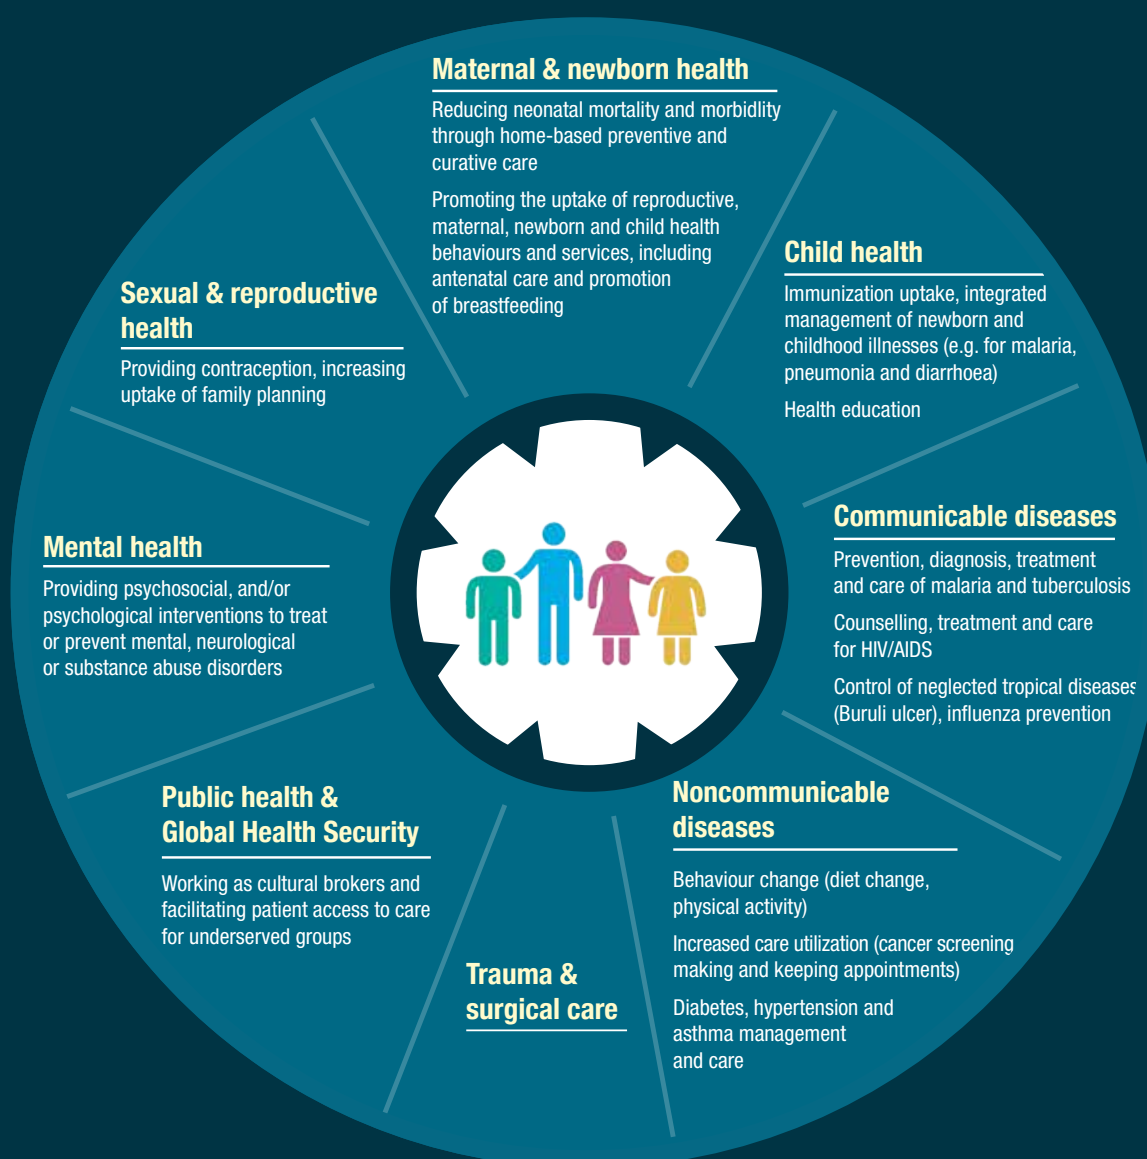 Maternal & newborn health
Reducing neonatal mortality and morbidlity
through home-based preventive and
curative care
Promoting the uptake of reproductive,
maternal, newborn and child health
behaviours and services, including
antenatal care and promotion
of breastfeeding
Child health
Immunization uptake, integrated
management of newborn and
childhood illnesses (e.g. for malaria,
pneumonia and diarrhoea)
Health education
Communicable diseases
Prevention, diagnosis, treatment
and care of malaria and tuberculosis
Counselling, treatment and care
for HIV/AIDS
Control of neglected tropical diseases
(Buruli ulcer), influenza prevention
Noncommunicable
diseases
Behaviour change (diet change,
physical activity)
Increased care utilization (cancer screening
making and keeping appointments)
Diabetes, hypertension and
asthma management
and care
Trauma &
surgical care
Public health &
Global Health Security
Working as cultural brokers and
facilitating patient access to care
for underserved groups
Mental health
Providing psychosocial, and/or
psychological interventions to treat
or prevent mental, neurological
or substance abuse disorders
Sexual & reproductive
health
Providing contraception, increasing
uptake of family planning